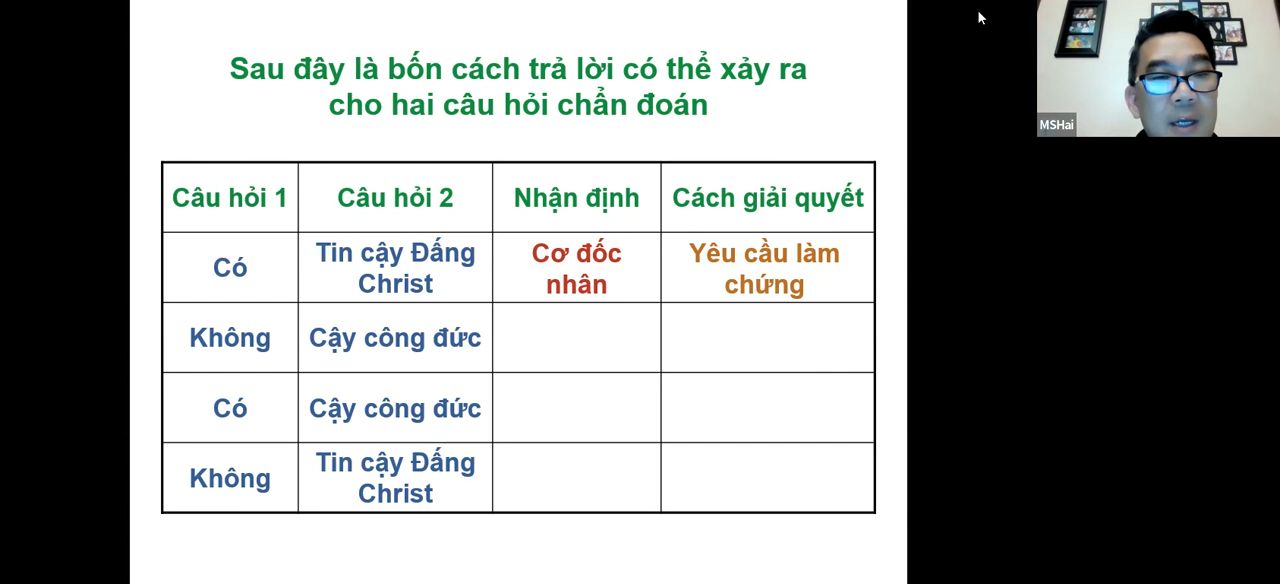 Sau đây là bốn cách trả lời có thể xảy ra
cho hai câu hỏi chẩn đoán
MSHai
Câu hỏi 1 Câu hỏi 2 Nhận định Cách giải quyết
Có Tin cậy Đấng Christ Cơ đốc nhân Yêu cầu làm chứng
Không Cậy công đức
Có Cậy công đức
Không Tin cậy Đấng Christ